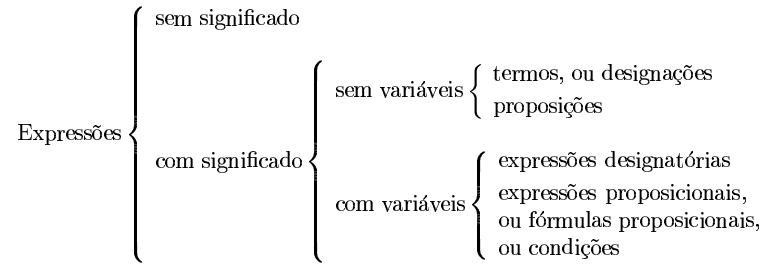 Expressões
sem significado
com significado
sem variáveis
termos, ou designações
proposições
com variáveis
expressões designatórias
expressões proposicionais,
ou fórmulas proposicionais,
ou condições